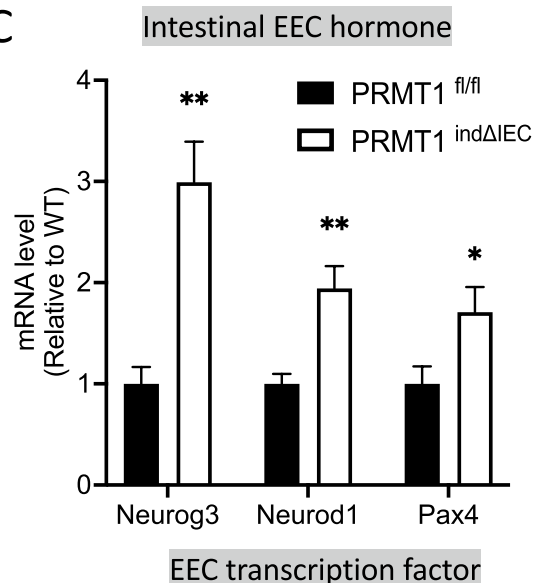 C
Intestinal EEC hormone
PRMT1 fl/fl
PRMT1 indΔIEC
mRNA level
(Relative to WT)
4
3
2
1
0
**
**
*
Neurog3 Neurod1 Pax4
EEC transcription factor